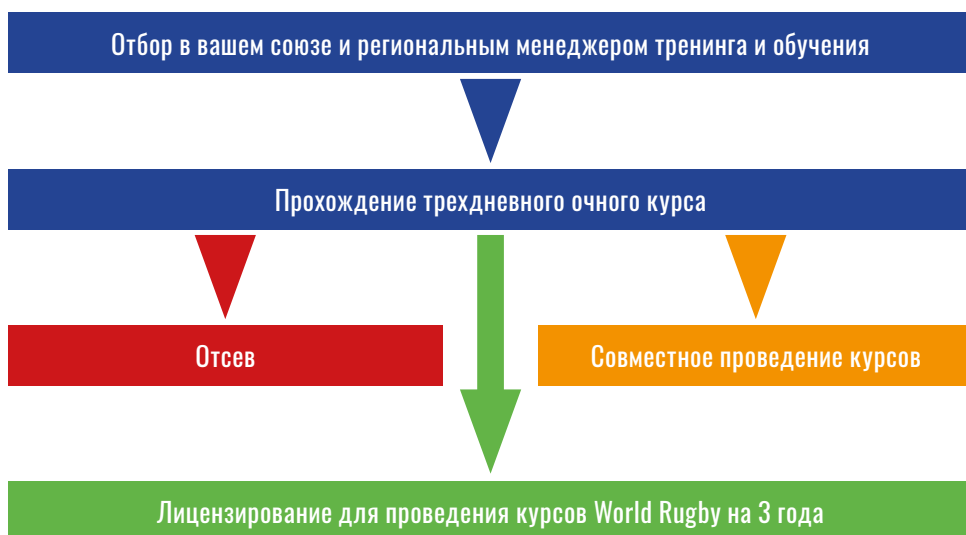 Отбор в вашем союзе и региональным менеджером тренинга и обучения
Прохождение трехдневного очного курса
Отсев
Совместное проведение курсов
Лицензирование для проведения курсов World Rugby на 3 года